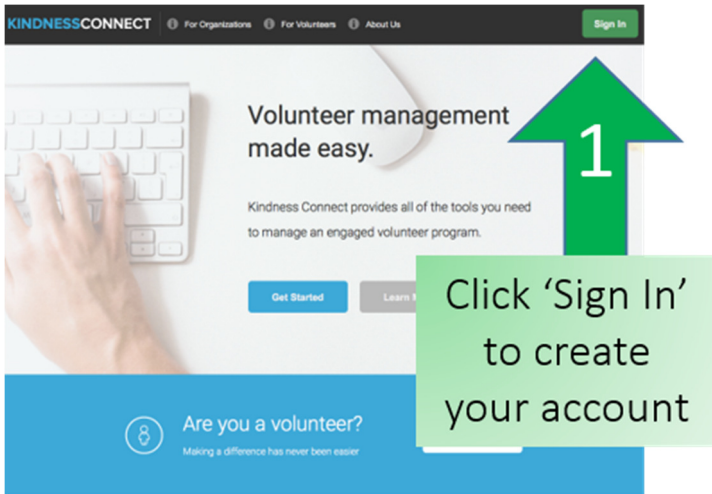 KINDNESSCONNECT For Organizations For Volunteers About Us Sign In
Volunteer management
made easy.
1
Kindness Connect provides all of the tools you need
to manage an engaged volunteer program.
Get Started Learn
Click ‘Sign In’
to create
your account
Are you a volunteer?
Making a difference has never been easier